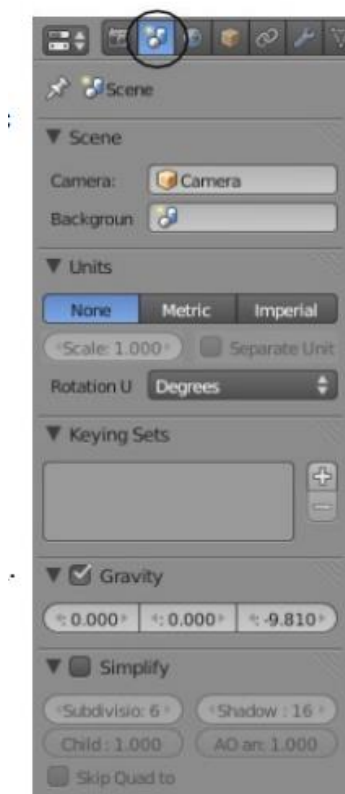 Scene
Scene
Camera: Camera
Backgroun
Units
None Metric Imperial
Scale: 1.000 Separate Unit
Rotation U Degrees
Keying Sets
Gravity
: 0.000 : 0.000 : -9.810
Simplify
Subdivisio: 6 Shadow : 16
Child : 1.000 AO an: 1.000
Skip Quad to